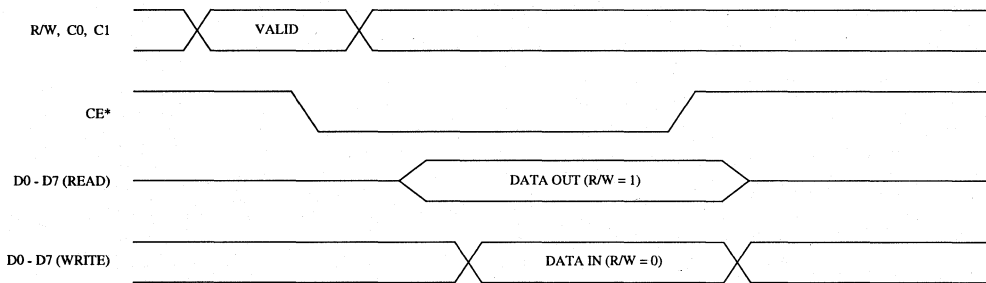 R/W, C0, C1
VALID
CE*
D0 - D7 (READ)
DATA OUT (R/W = 1)
D0 - D7 (WRITE)
DATA IN (R/W = 0)